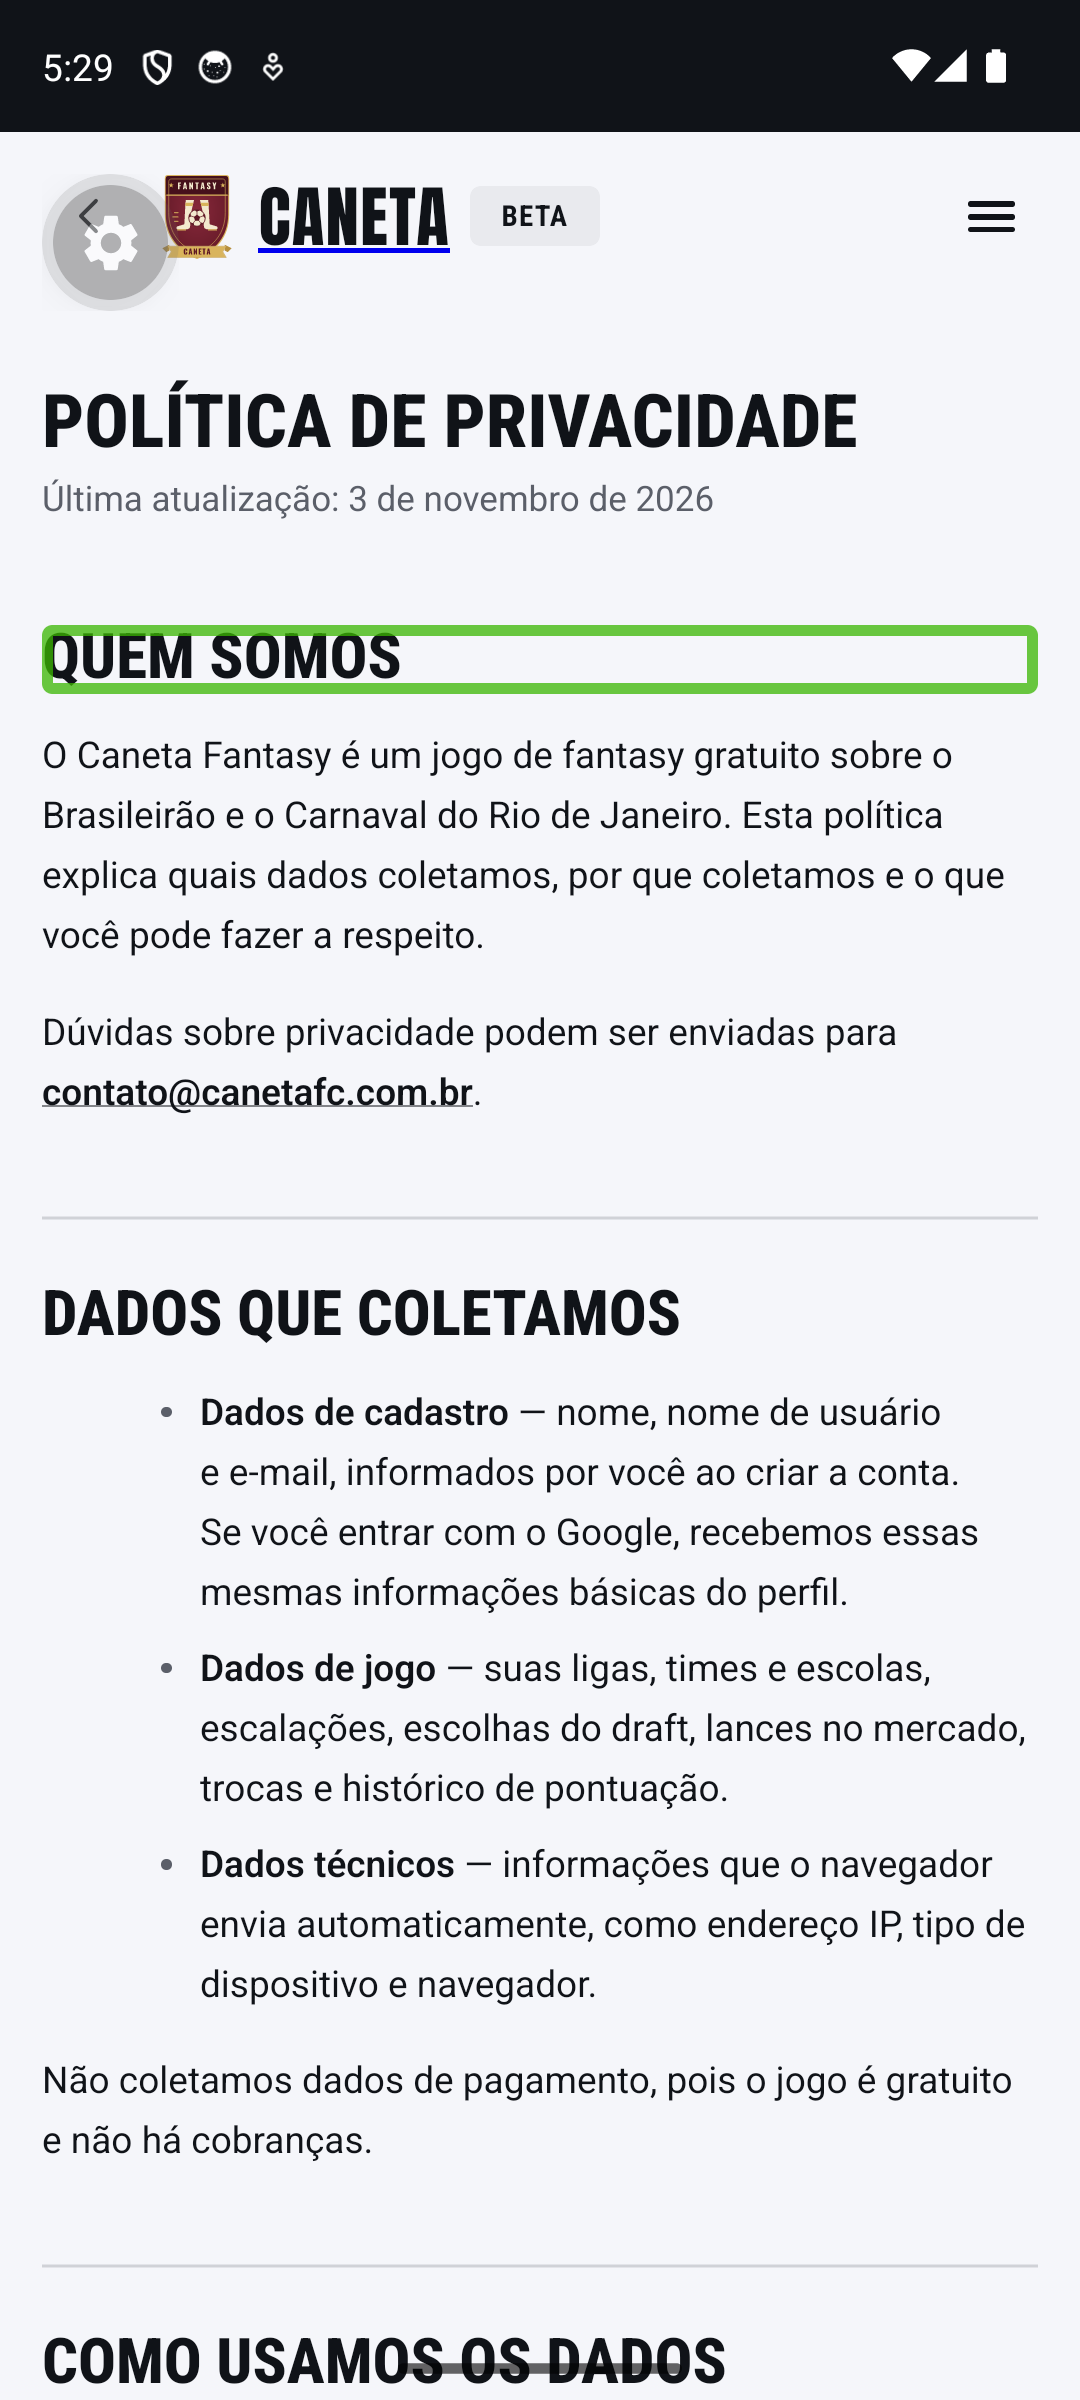 5:29
FANTASY
CANETA
CANETA
BETA
POLÍTICA DE PRIVACIDADE
Última atualização: 3 de novembro de 2026
QUEM SOMOS
O Caneta Fantasy é um jogo de fantasy gratuito sobre o
Brasileirão e o Carnaval do Rio de Janeiro. Esta política
explica quais dados coletamos, por que coletamos e o que
você pode fazer a respeito.
Dúvidas sobre privacidade podem ser enviadas para
contato@canetafc.com.br.
DADOS QUE COLETAMOS
• Dados de cadastro — nome, nome de usuário
e e-mail, informados por você ao criar a conta.
Se você entrar com o Google, recebemos essas
mesmas informações básicas do perfil.
• Dados de jogo — suas ligas, times e escolas,
escalações, escolhas do draft, lances no mercado,
trocas e histórico de pontuação.
• Dados técnicos — informações que o navegador
envia automaticamente, como endereço IP, tipo de
dispositivo e navegador.
Não coletamos dados de pagamento, pois o jogo é gratuito
e não há cobranças.
COMO USAMOS OS DADOS